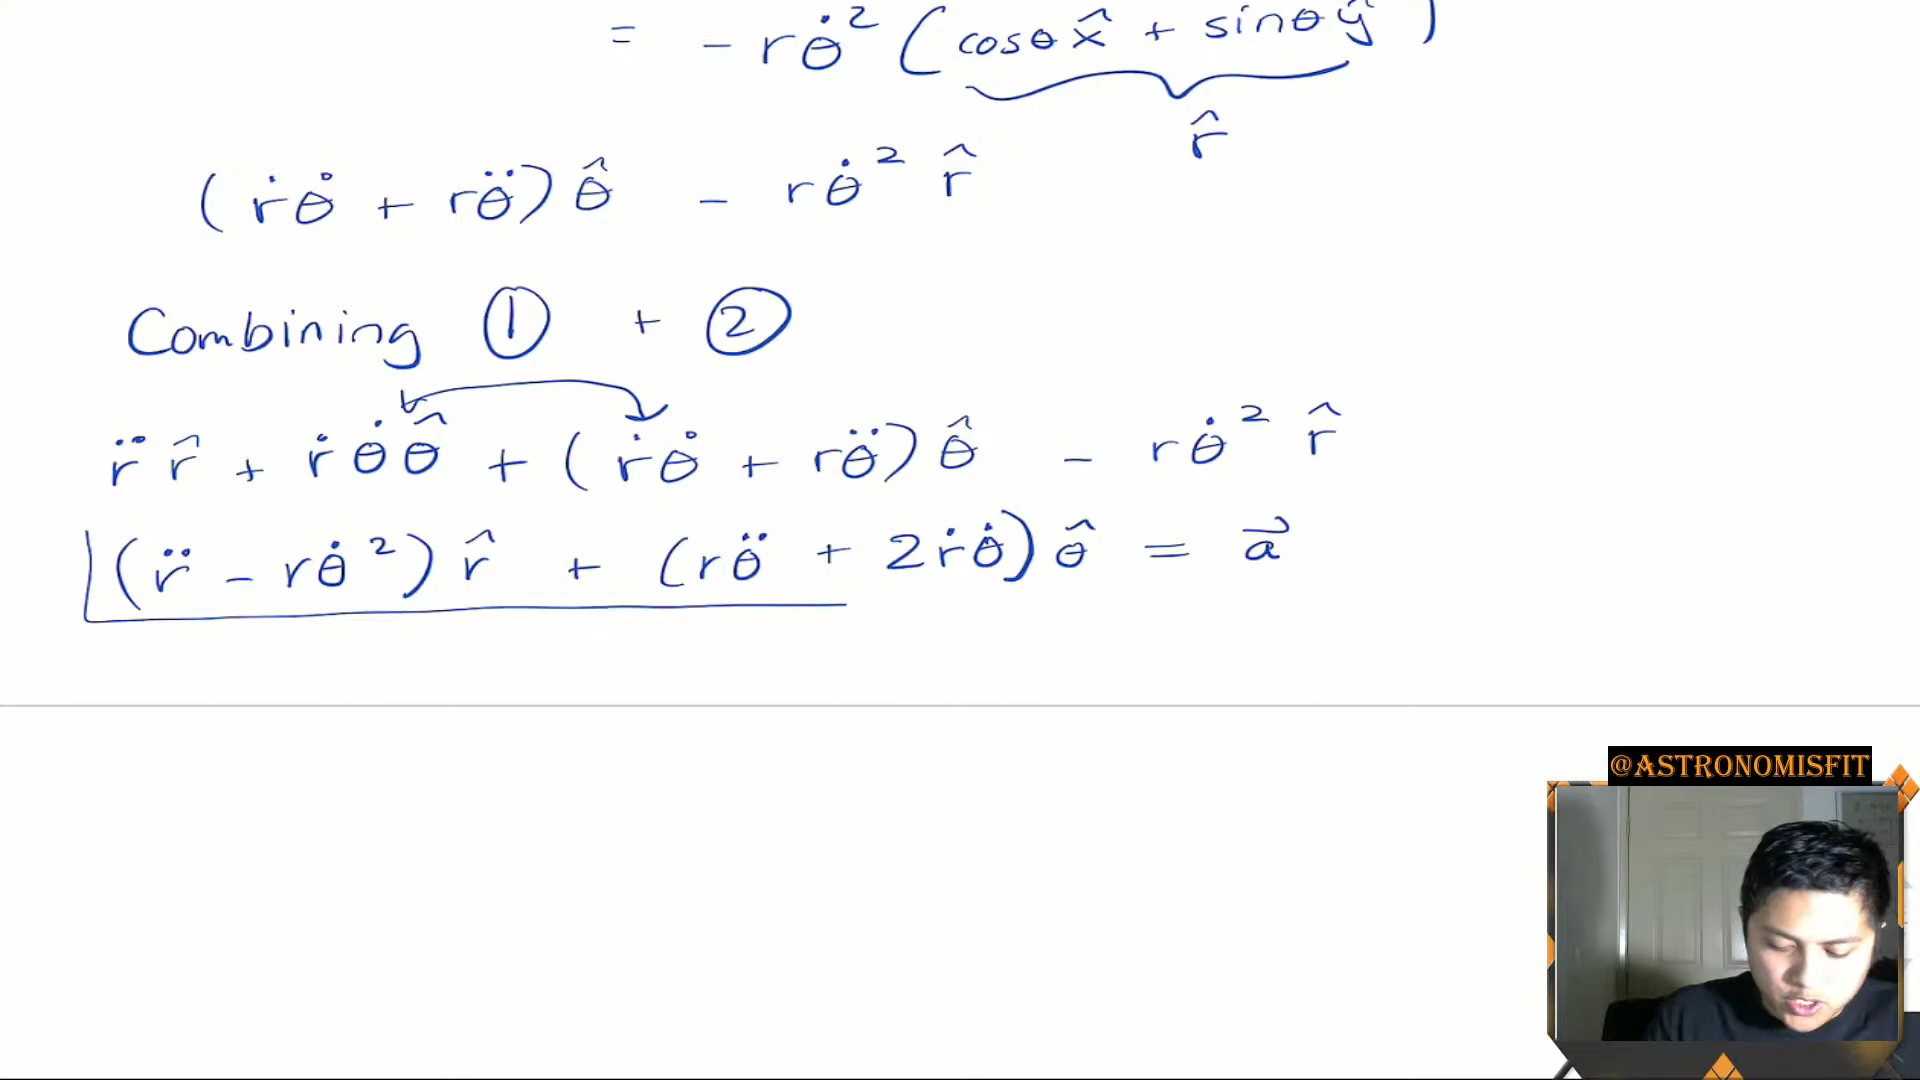 = - rθ̇² (cosθ x̂ + sinθ ŷ)
r̂
(ṙθ̇ + rθ̈) θ̂ - rθ̇² r̂
Combining ① + ②
r̈ r̂ + ṙ θ̇ θ̂ + (ṙθ̇ + rθ̈) θ̂ - rθ̇² r̂
(r̈ - rθ̇²) r̂ + (rθ̈ + 2ṙθ̇) θ̂ = a⃗
@ASTRONOMISFIT